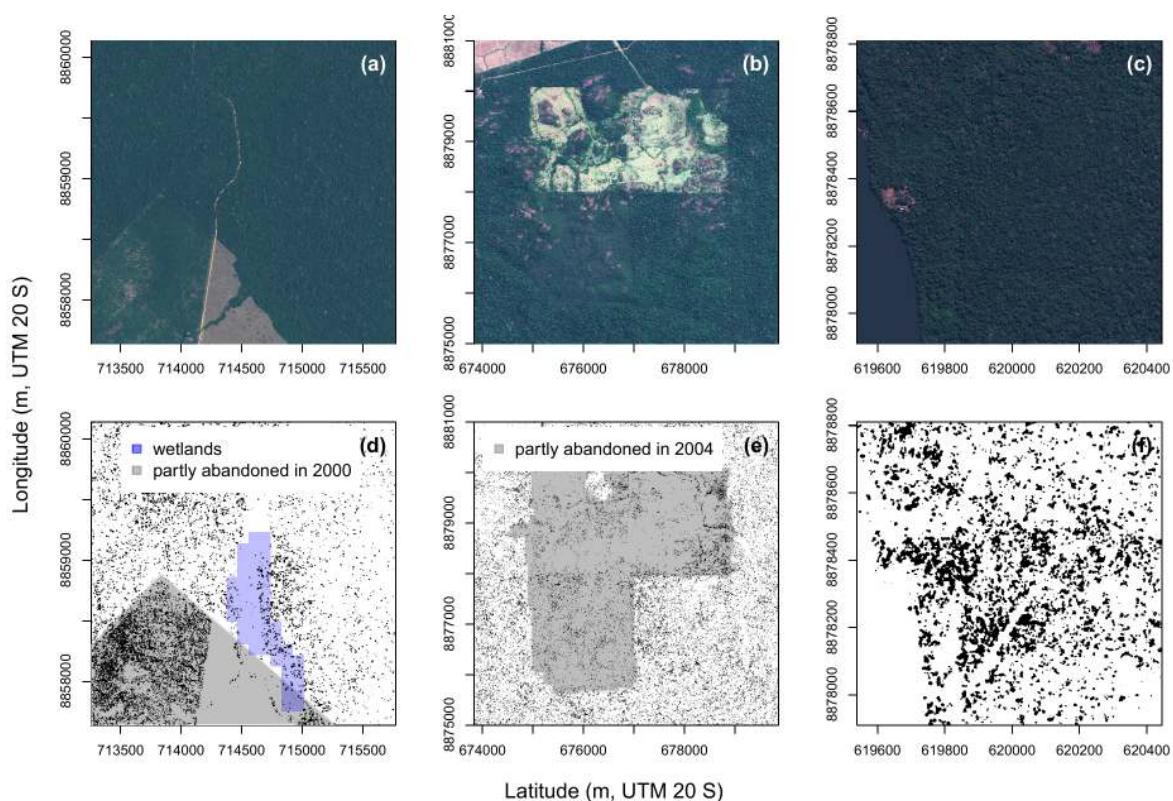 (a)
(b)
(c)
8860000
8859000
8858000
713500 714000 714500 715000 715500
8881000
8879000
8877000
8875000
674000 676000 678000
8878800
8878600
8878400
8878200
8878000
619600 619800 620000 620200 620400
Longitude (m, UTM 20 S)
(d)
wetlands
partly abandoned in 2000
8860000
8859000
8858000
713500 714000 714500 715000 715500
(e)
partly abandoned in 2004
8881000
8879000
8877000
8875000
674000 676000 678000
(f)
8878800
8878600
8878400
8878200
8878000
619600 619800 620000 620200 620400
Latitude (m, UTM 20 S)